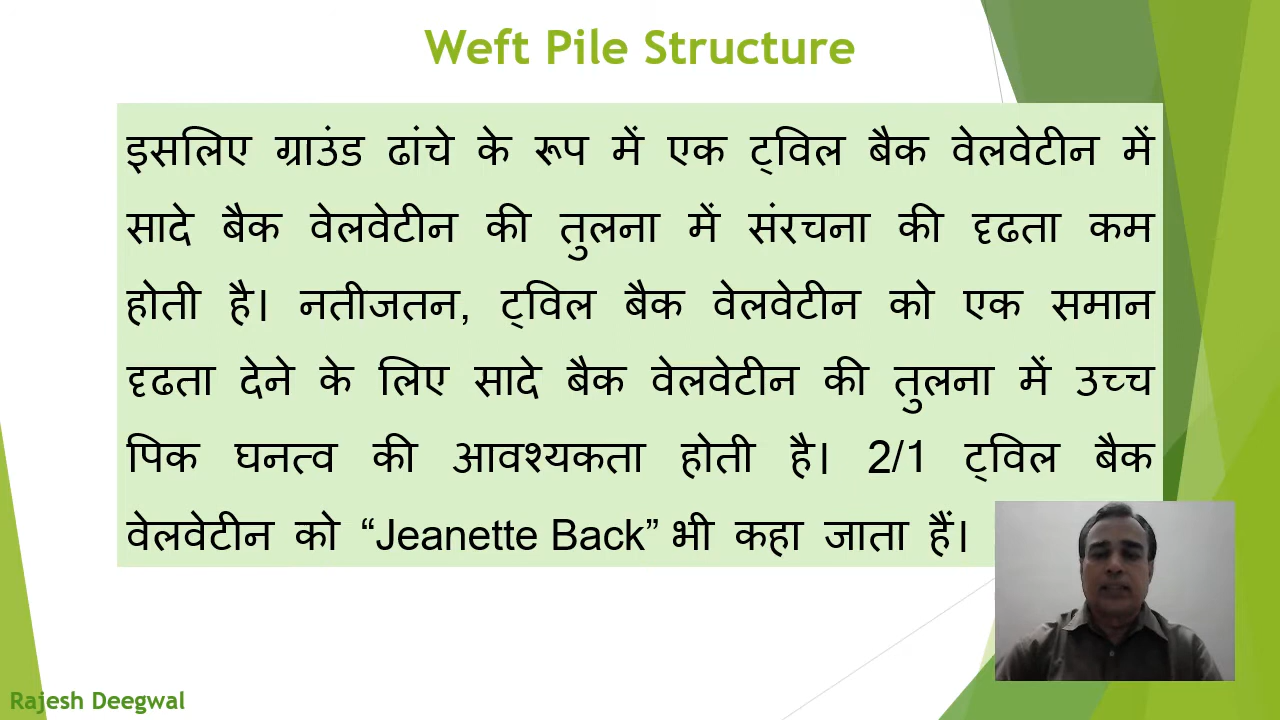 Weft Pile Structure
इसलिए ग्राउंड ढांचे के रूप में एक ट्विल बैक वेलवेटीन में
सादे बैक वेलवेटीन की तुलना में संरचना की दृढता कम
होती है। नतीजतन, ट्विल बैक वेलवेटीन को एक समान
दृढता देने के लिए सादे बैक वेलवेटीन की तुलना में उच्च
पिक घनत्व की आवश्यकता होती है। 2/1 ट्विल बैक
वेलवेटीन को “Jeanette Back” भी कहा जाता हैं।
Rajesh Deegwal